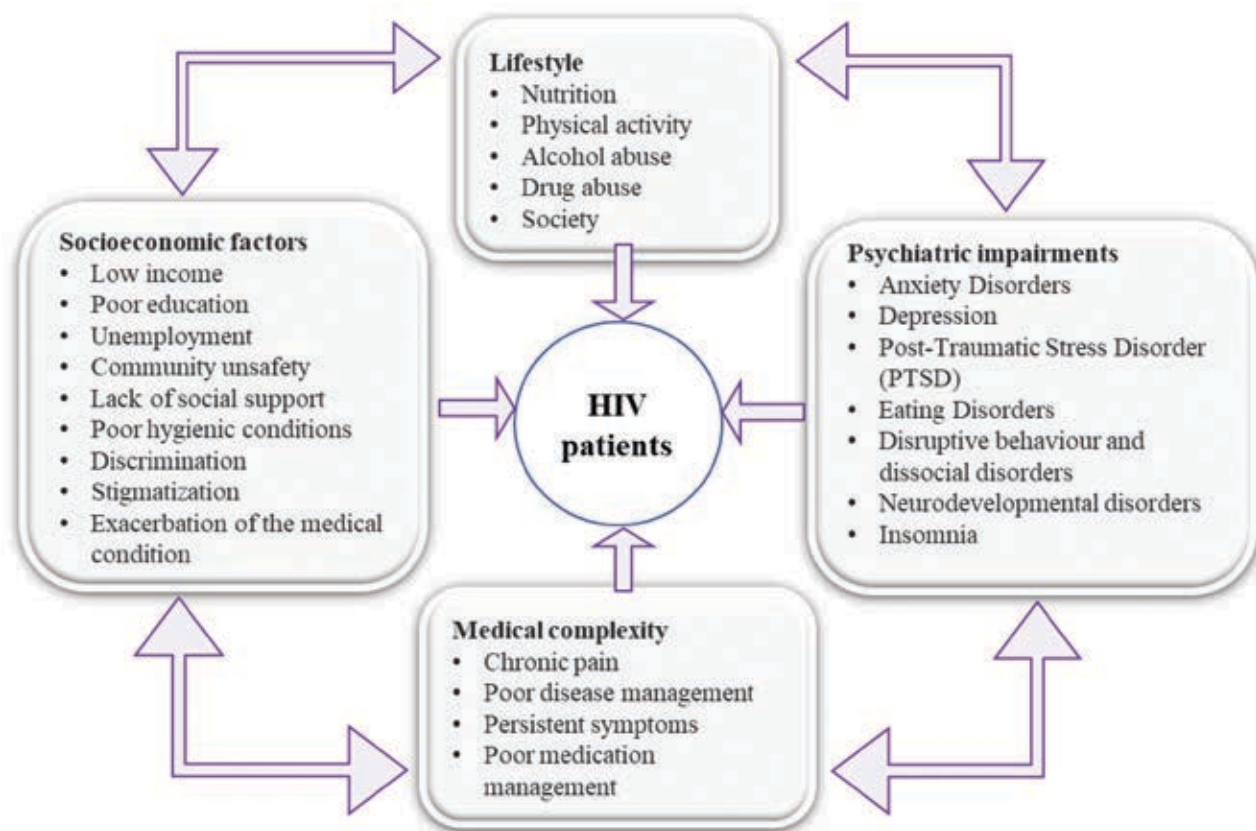 Lifestyle
• Nutrition
• Physical activity
• Alcohol abuse
• Drug abuse
• Society
Socioeconomic factors
• Low income
• Poor education
• Unemployment
• Community unsafety
• Lack of social support
• Poor hygienic conditions
• Discrimination
• Stigmatization
• Exacerbation of the medical
condition
HIV
patients
Psychiatric impairments
• Anxiety Disorders
• Depression
• Post-Traumatic Stress Disorder
(PTSD)
• Eating Disorders
• Disruptive behaviour and
dissocial disorders
• Neurodevelopmental disorders
• Insomnia
Medical complexity
• Chronic pain
• Poor disease management
• Persistent symptoms
• Poor medication
management